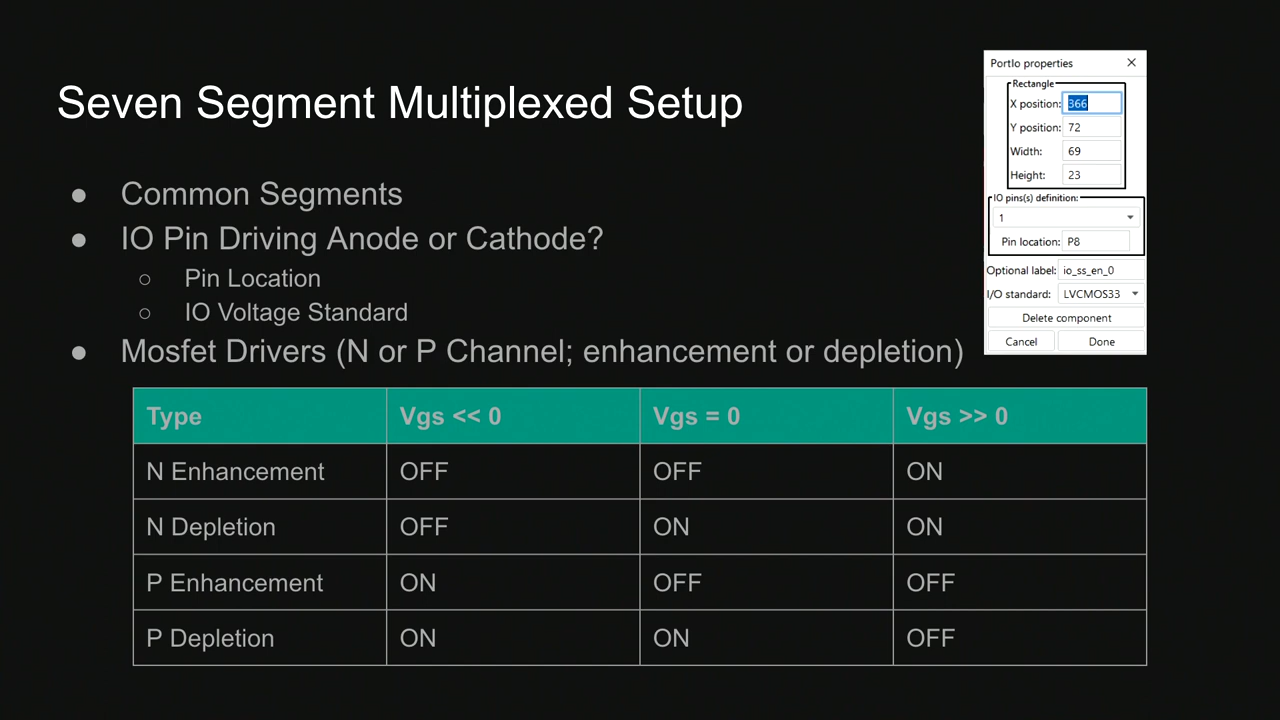 Seven Segment Multiplexed Setup
● Common Segments
● IO Pin Driving Anode or Cathode?
○ Pin Location
○ IO Voltage Standard
● Mosfet Drivers (N or P Channel; enhancement or depletion)
PortIo properties
Rectangle
X position: 366
Y position: 72
Width: 69
Height: 23
IO pins(s) definition:
1
Pin location: P8
Optional label: io_ss_en_0
I/O standard: LVCMOS33
Delete component
Cancel Done
Type Vgs << 0 Vgs = 0 Vgs >> 0
N Enhancement OFF OFF ON
N Depletion OFF ON ON
P Enhancement ON OFF OFF
P Depletion ON ON OFF